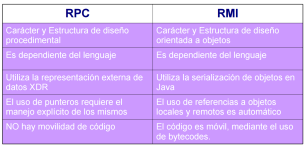 RPC RMI
Carácter y Estructura de diseño
procedimental
Carácter y Estructura de diseño
orientada a objetos
Es dependiente del lenguaje
Es dependiente del lenguaje
Utiliza la representación externa de
datos XDR
Utiliza la serialización de objetos en
Java
El uso de punteros requiere el
manejo explícito de los mismos
El uso de referencias a objetos
locales y remotos es automático
NO hay movilidad de código
El código es móvil, mediante el uso
de bytecodes.